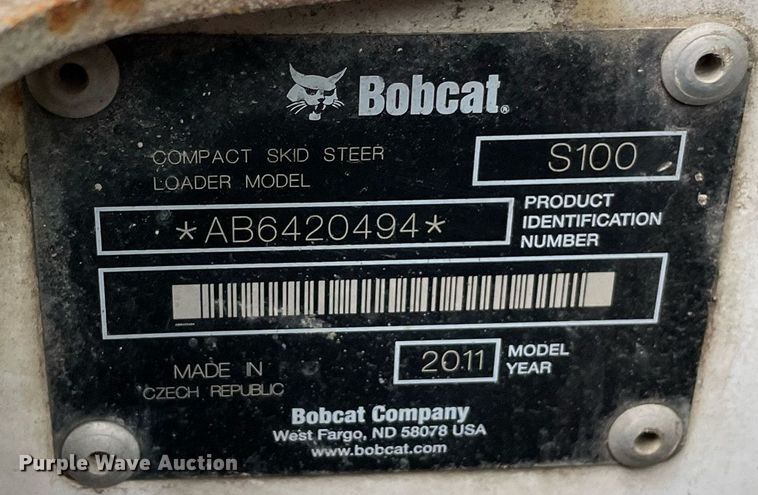 Bobcat®
COMPACT SKID STEER
LOADER MODEL
S100
*AB6420494*
PRODUCT
IDENTIFICATION
NUMBER
MADE IN
CZECH REPUBLIC
2011
MODEL
YEAR
Bobcat Company
West Fargo, ND 58078 USA
www.bobcat.com
Purple Wave Auction